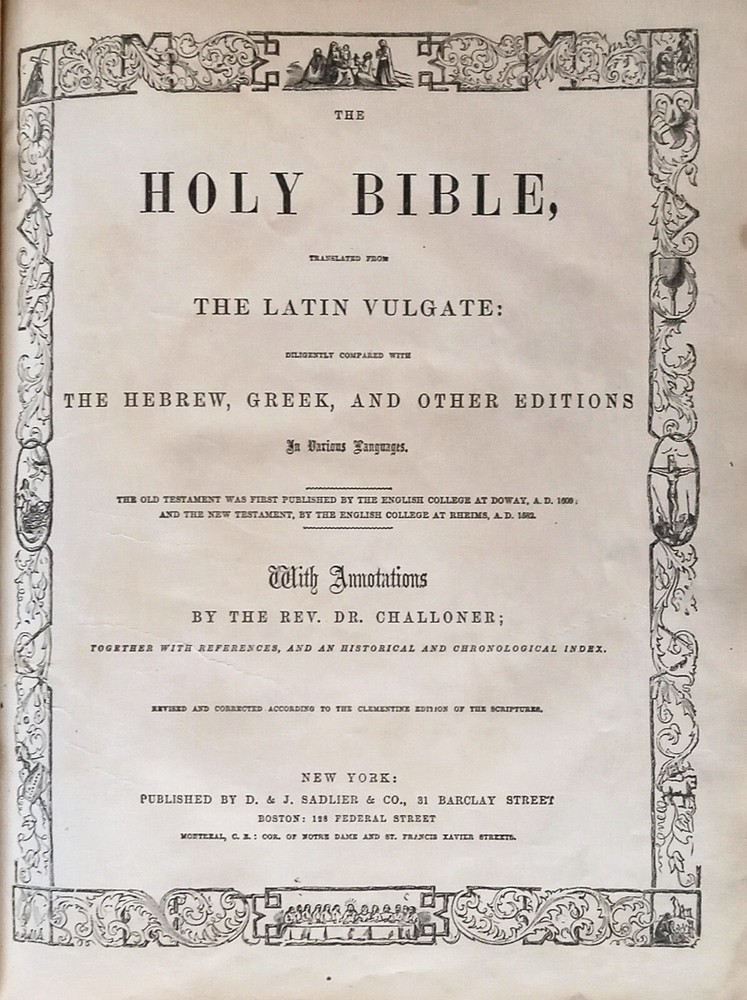 THE
HOLY BIBLE,
TRANSLATED FROM
THE LATIN VULGATE:
DILIGENTLY COMPARED WITH
THE HEBREW, GREEK, AND OTHER EDITIONS
In Various Languages.
THE OLD TESTAMENT WAS FIRST PUBLISHED BY THE ENGLISH COLLEGE AT DOWAY, A. D. 1609;
AND THE NEW TESTAMENT, BY THE ENGLISH COLLEGE AT RHEIMS, A. D. 1582.
With Annotations
BY THE REV. DR. CHALLONER;
TOGETHER WITH REFERENCES, AND AN HISTORICAL AND CHRONOLOGICAL INDEX.
REVISED AND CORRECTED ACCORDING TO THE CLEMENTINE EDITION OF THE SCRIPTURES.
NEW YORK:
PUBLISHED BY D. & J. SADLIER & CO., 31 BARCLAY STREET
BOSTON: 128 FEDERAL STREET
MONTREAL, C. E.: COR. OF NOTRE DAME AND ST. FRANCIS XAVIER STREETS.